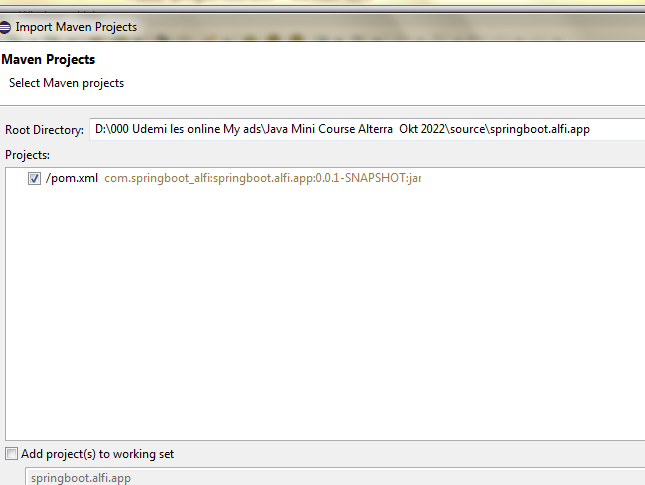 Import Maven Projects
Maven Projects
Select Maven projects
Root Directory: D:\000 Udemi les online My ads\Java Mini Course Alterra  Okt 2022\source\springboot.alfi.app
Projects:
/pom.xml com.springboot_alfi:springboot.alfi.app:0.0.1-SNAPSHOT:jar
Add project(s) to working set
springboot.alfi.app